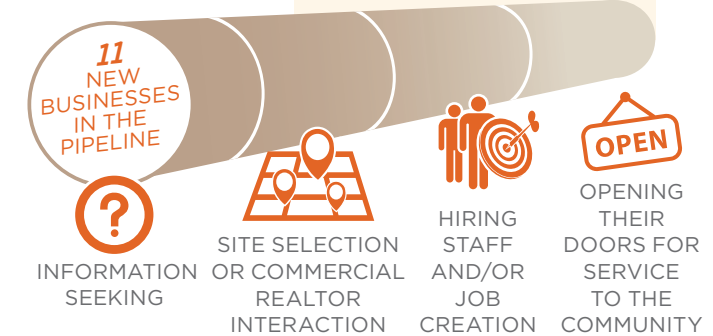 11
NEW
BUSINESSES
IN THE
PIPELINE
?
INFORMATION
SEEKING
SITE SELECTION
OR COMMERCIAL
REALTOR
INTERACTION
HIRING
STAFF
AND/OR
JOB
CREATION
OPEN
OPENING
THEIR
DOORS FOR
SERVICE
TO THE
COMMUNITY